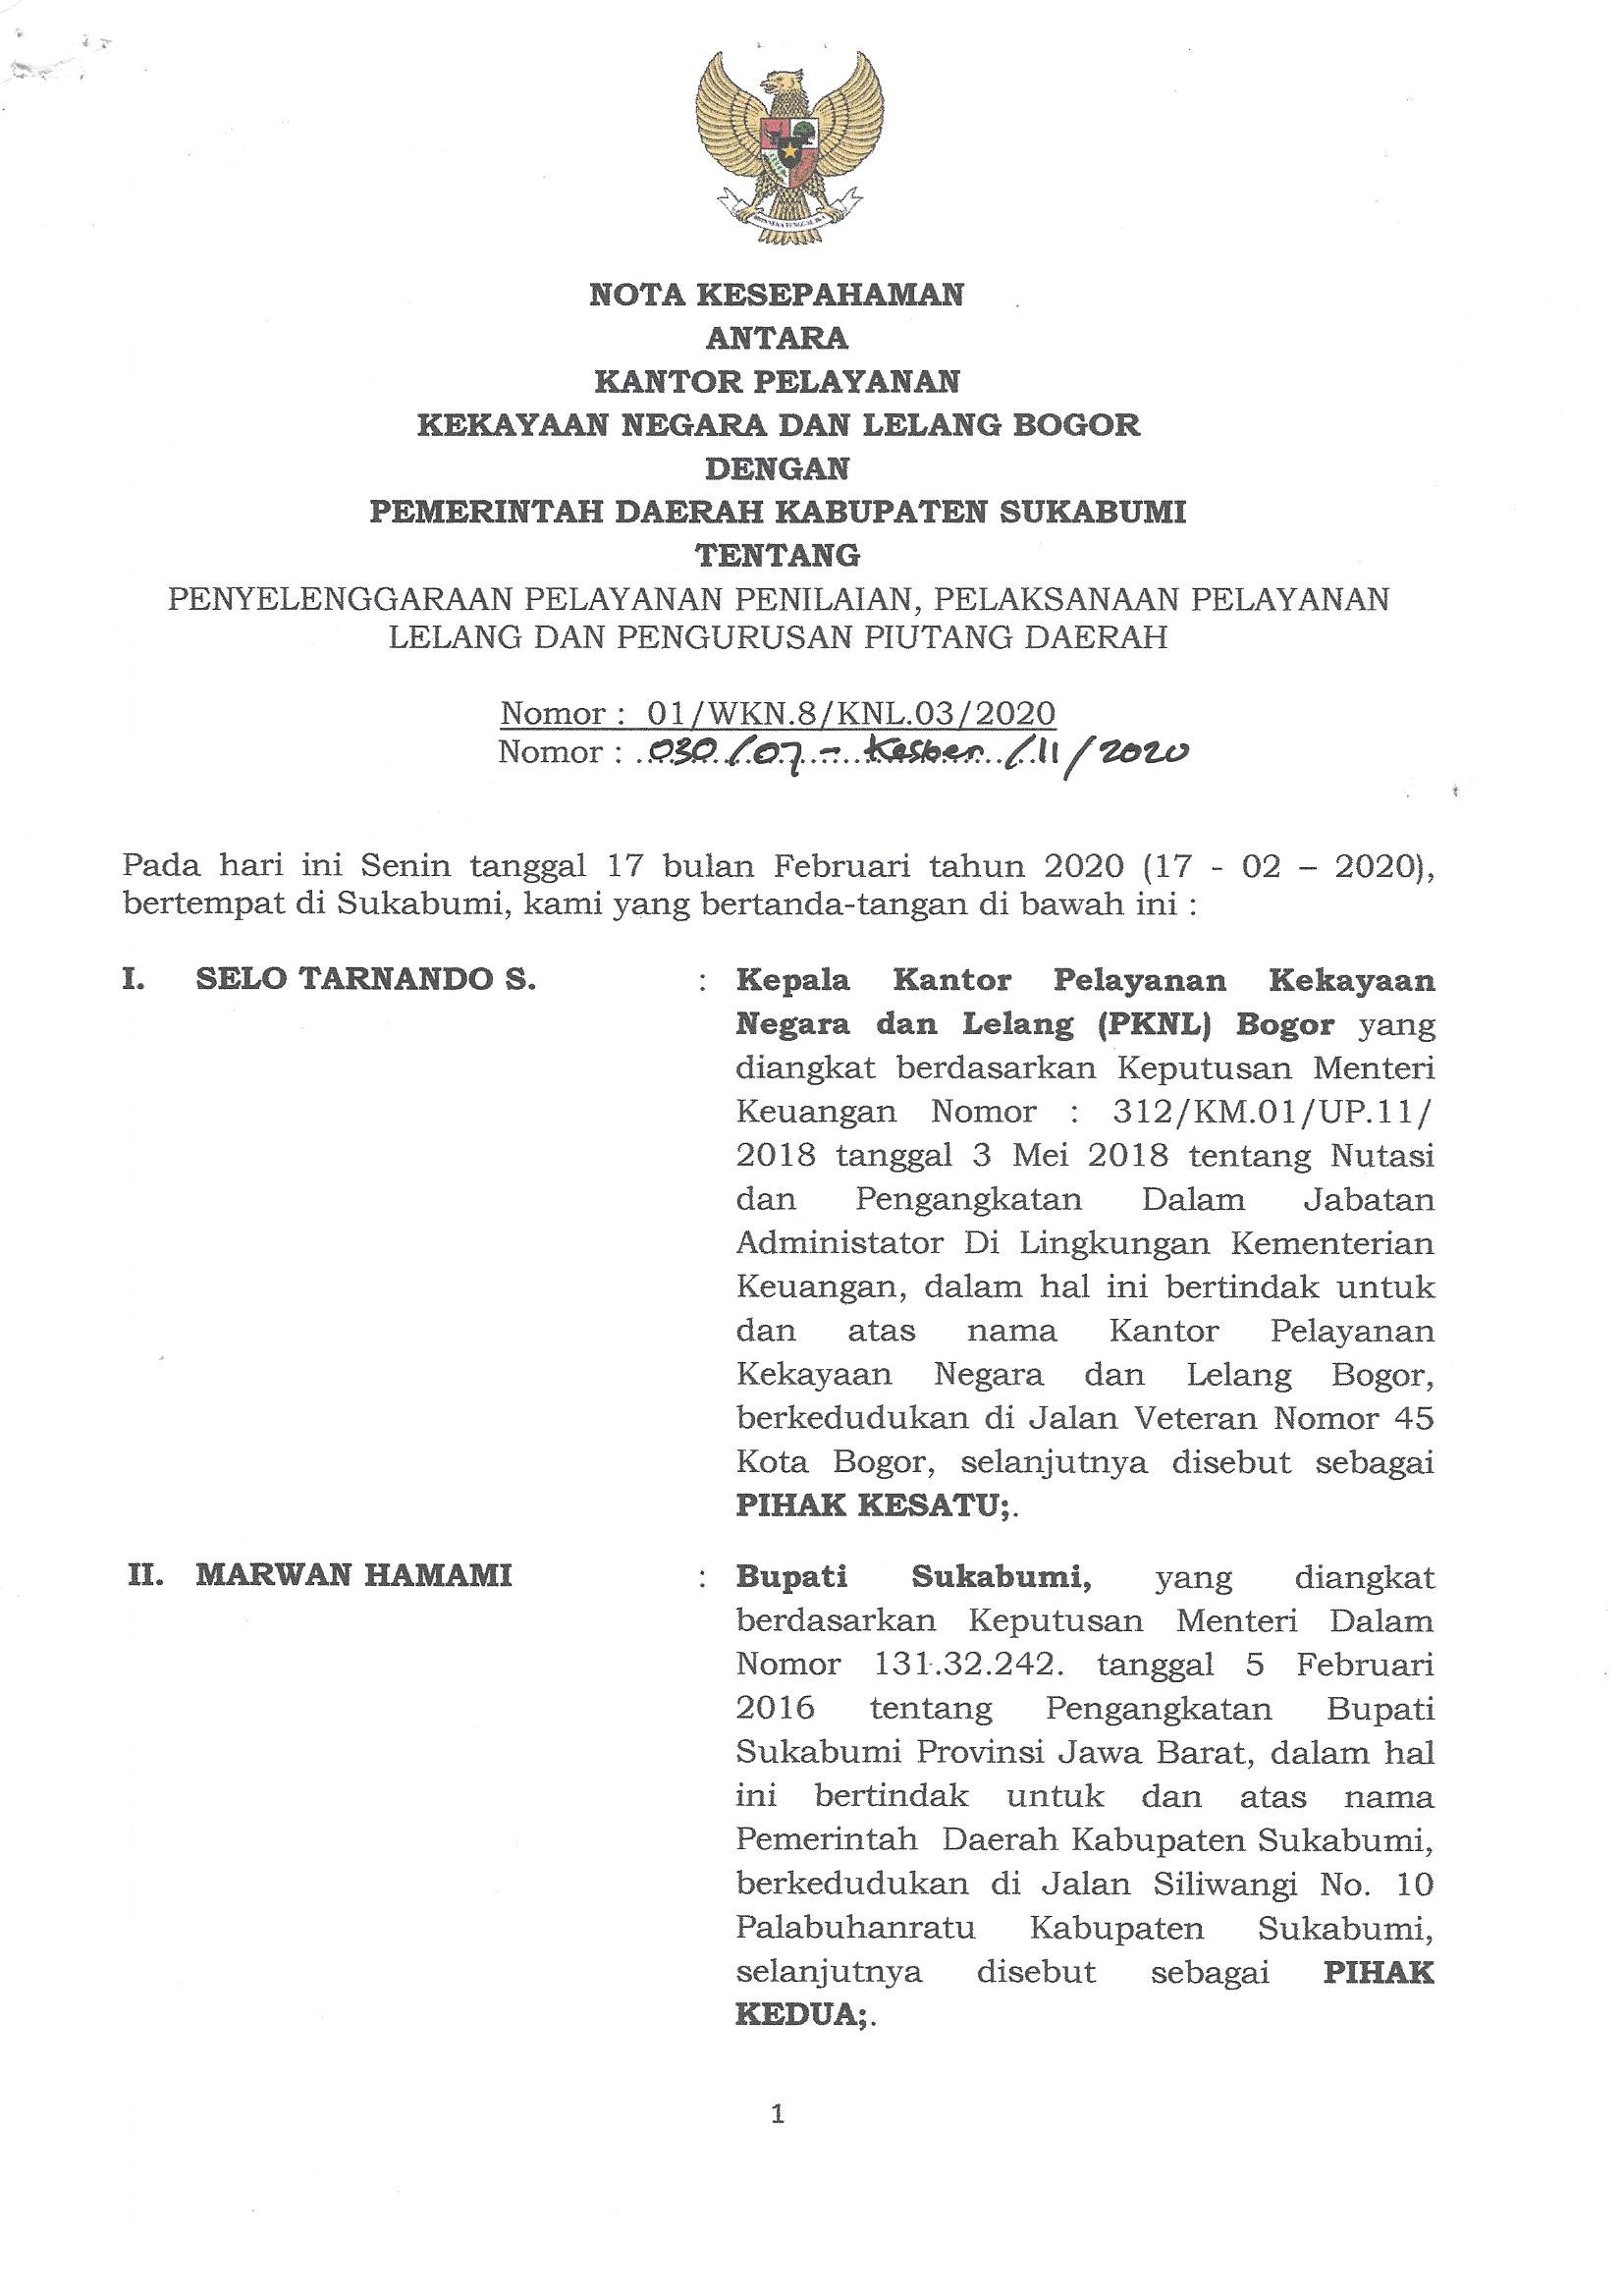 NOTA KESEPAHAMAN
ANTARA
KANTOR PELAYANAN
KEKAYAAN NEGARA DAN LELANG BOGOR
DENGAN
PEMERINTAH DAERAH KABUPATEN SUKABUMI
TENTANG
PENYELENGGARAAN PELAYANAN PENILAIAN, PELAKSANAAN PELAYANAN
LELANG DAN PENGURUSAN PIUTANG DAERAH
Nomor : 01/WKN.8/KNL.03/2020
Nomor : 030/07 - Kesber /11/2020
Pada hari ini Senin tanggal 17 bulan Februari tahun 2020 (17 - 02 – 2020),
bertempat di Sukabumi, kami yang bertanda-tangan di bawah ini :
I. SELO TARNANDO S. : Kepala Kantor Pelayanan Kekayaan
Negara dan Lelang (PKNL) Bogor yang
diangkat berdasarkan Keputusan Menteri
Keuangan Nomor : 312/KM.01/UP.11/
2018 tanggal 3 Mei 2018 tentang Nutasi
dan Pengangkatan Dalam Jabatan
Administator Di Lingkungan Kementerian
Keuangan, dalam hal ini bertindak untuk
dan atas nama Kantor Pelayanan
Kekayaan Negara dan Lelang Bogor,
berkedudukan di Jalan Veteran Nomor 45
Kota Bogor, selanjutnya disebut sebagai
PIHAK KESATU;.
II. MARWAN HAMAMI : Bupati Sukabumi, yang diangkat
berdasarkan Keputusan Menteri Dalam
Nomor 131.32.242. tanggal 5 Februari
2016 tentang Pengangkatan Bupati
Sukabumi Provinsi Jawa Barat, dalam hal
ini bertindak untuk dan atas nama
Pemerintah Daerah Kabupaten Sukabumi,
berkedudukan di Jalan Siliwangi No. 10
Palabuhanratu Kabupaten Sukabumi,
selanjutnya disebut sebagai PIHAK
KEDUA;.
1